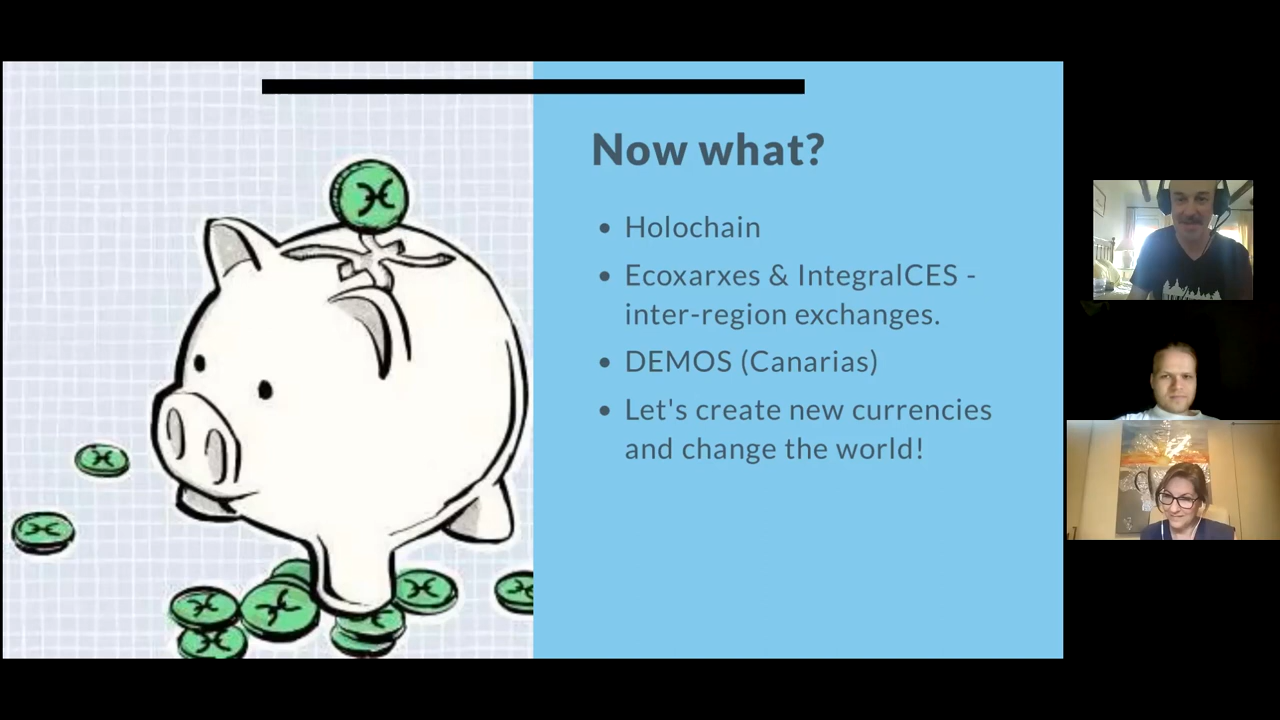 Now what?
Holochain
Ecoxarxes & IntegralCES -
inter-region exchanges.
DEMOS (Canarias)
Let's create new currencies
and change the world!